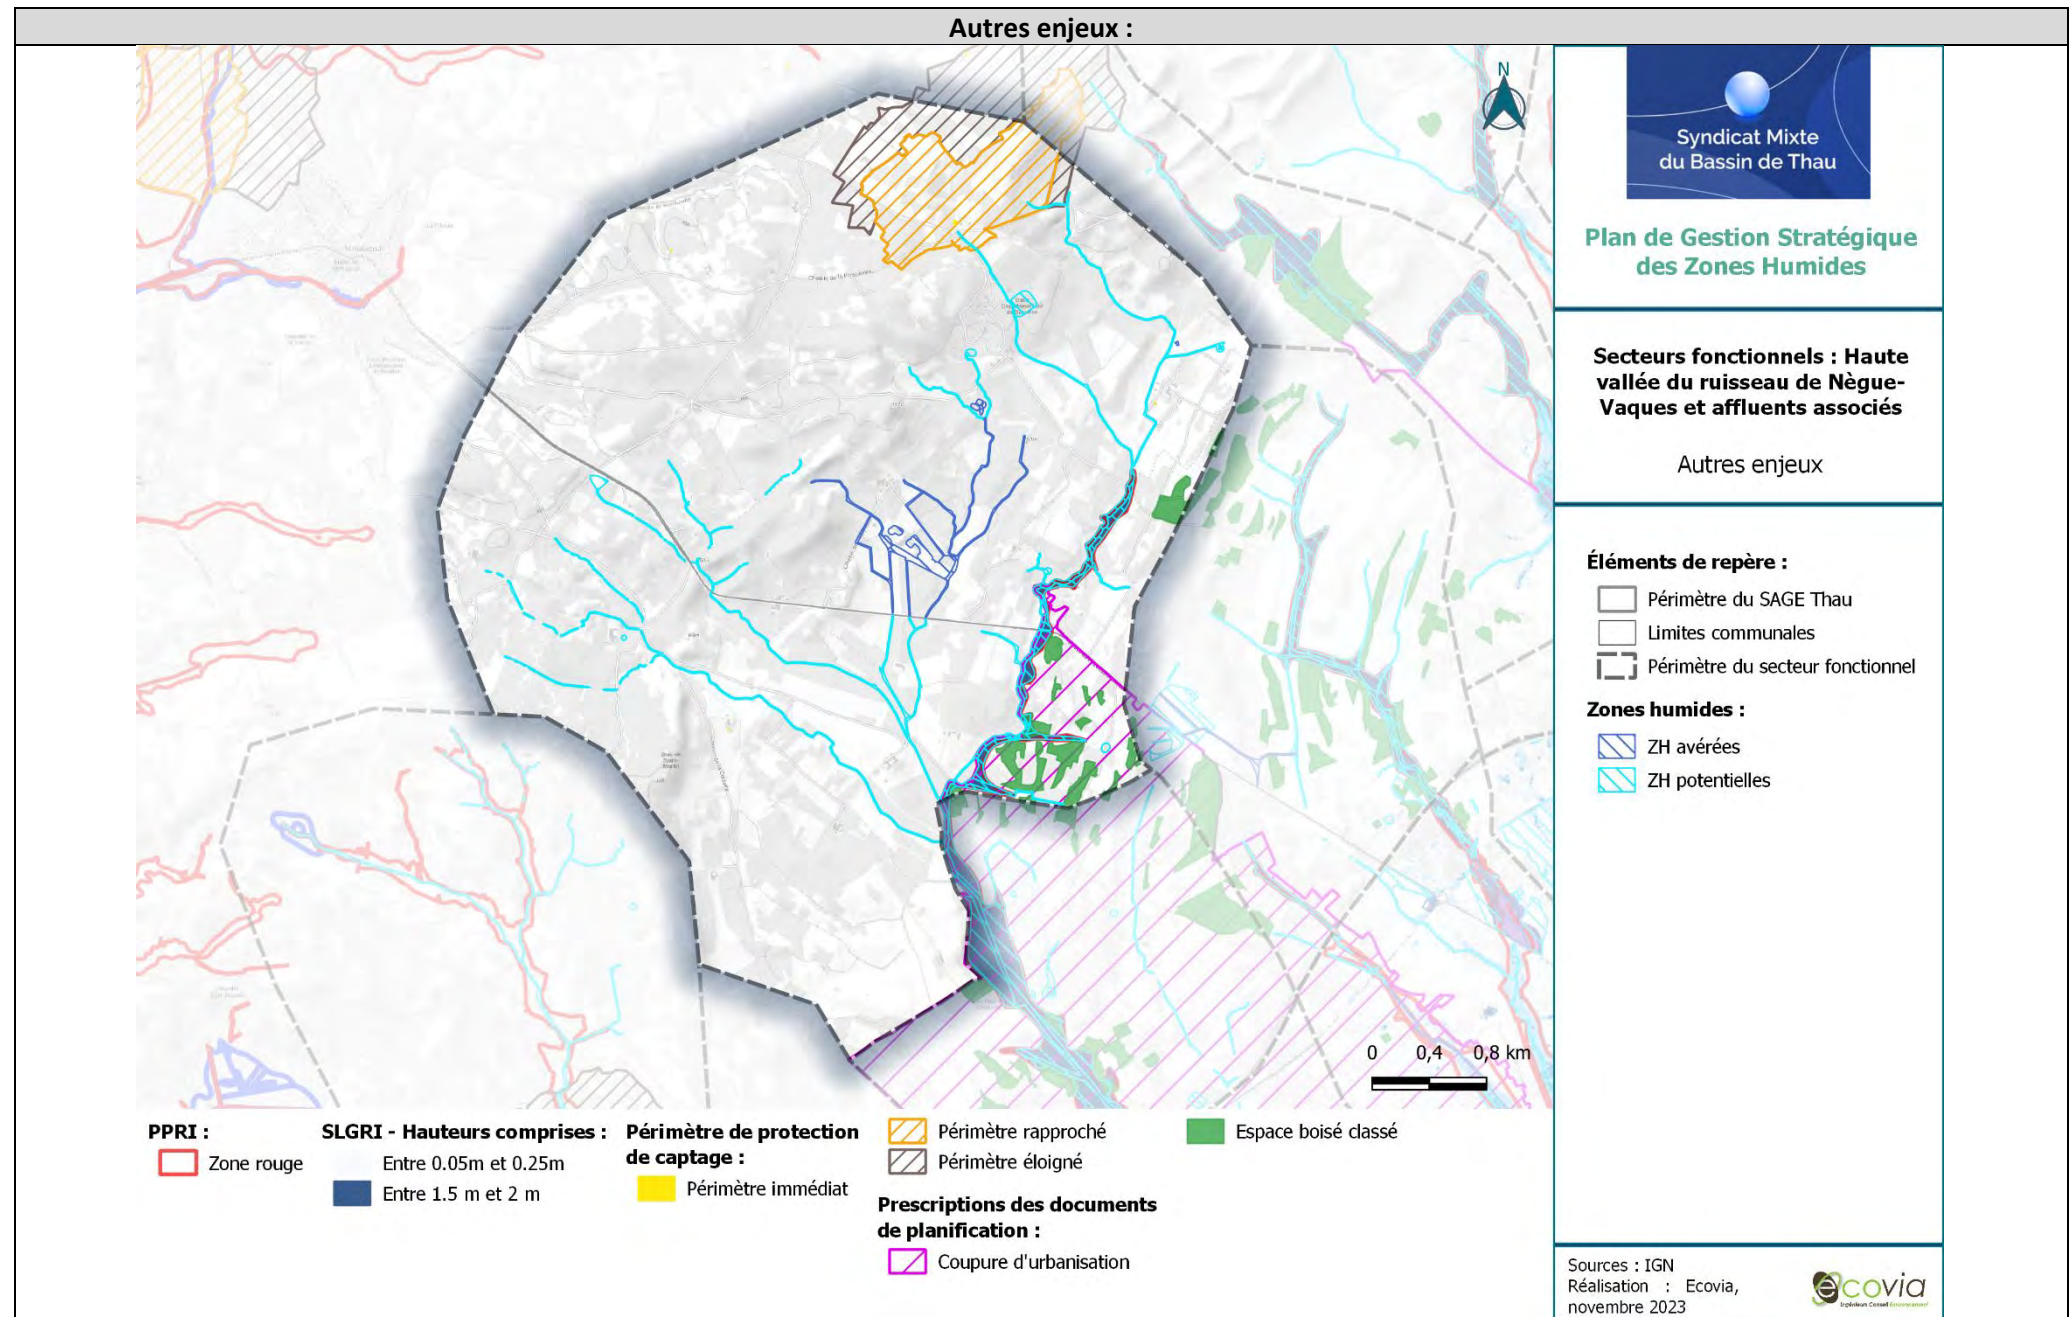 Autres enjeux :
N
0 0,4 0,8 km
Syndicat Mixte
du Bassin de Thau
Plan de Gestion Stratégique
des Zones Humides
Secteurs fonctionnels : Haute
vallée du ruisseau de Nègue-
Vaques et affluents associés
Autres enjeux
Éléments de repère :
Périmètre du SAGE Thau
Limites communales
Périmètre du secteur fonctionnel
Zones humides :
ZH avérées
ZH potentielles
PPRI :
Zone rouge
SLGRI - Hauteurs comprises :
Entre 0.05m et 0.25m
Entre 1.5 m et 2 m
Périmètre de protection
de captage :
Périmètre immédiat
Périmètre rapproché
Périmètre éloigné
Prescriptions des documents
de planification :
Coupure d'urbanisation
Espace boisé classé
Sources : IGN
Réalisation : Ecovia,
novembre 2023
ecovia
Ingénieurs Conseil Environnement